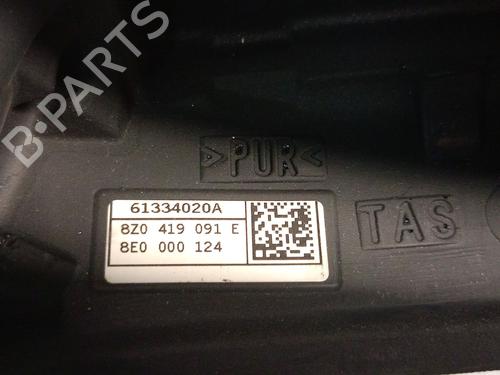 B-PARTS
>PUR<
61334020A
8Z0 419 091 E
8E0 000 124
TAS